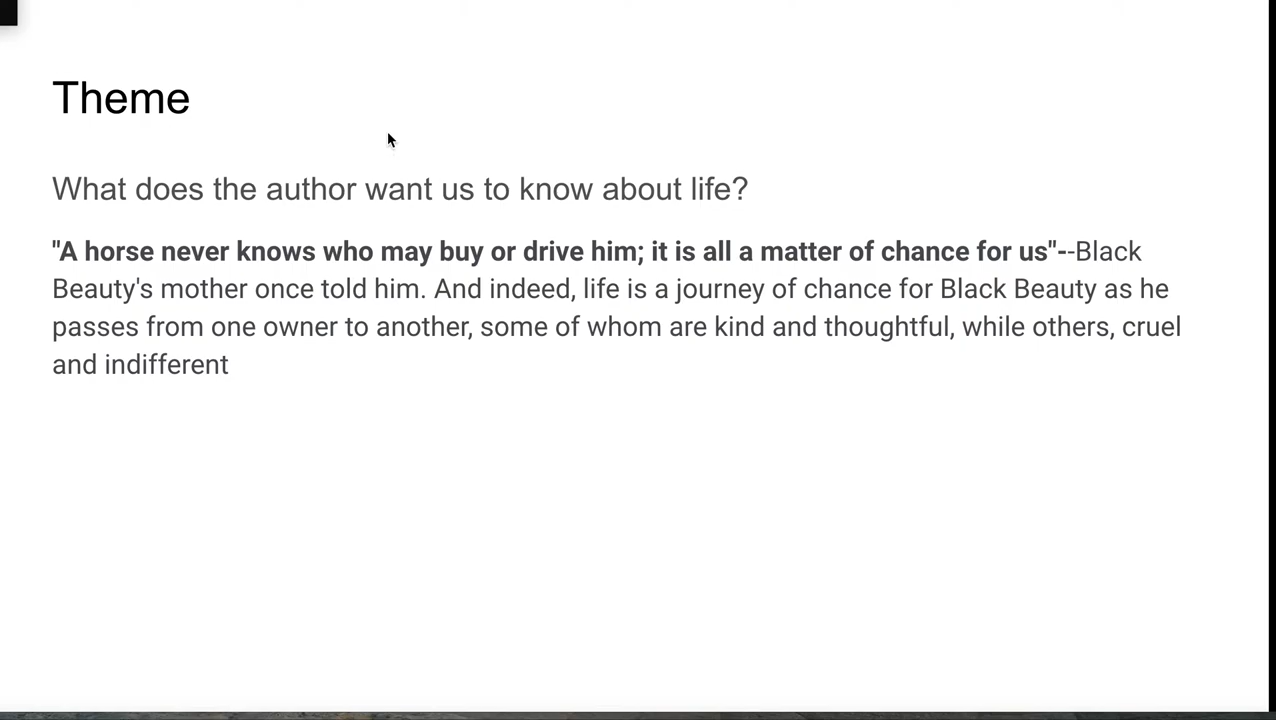 Theme
What does the author want us to know about life?
"A horse never knows who may buy or drive him; it is all a matter of chance for us"--Black
Beauty's mother once told him. And indeed, life is a journey of chance for Black Beauty as he
passes from one owner to another, some of whom are kind and thoughtful, while others, cruel
and indifferent